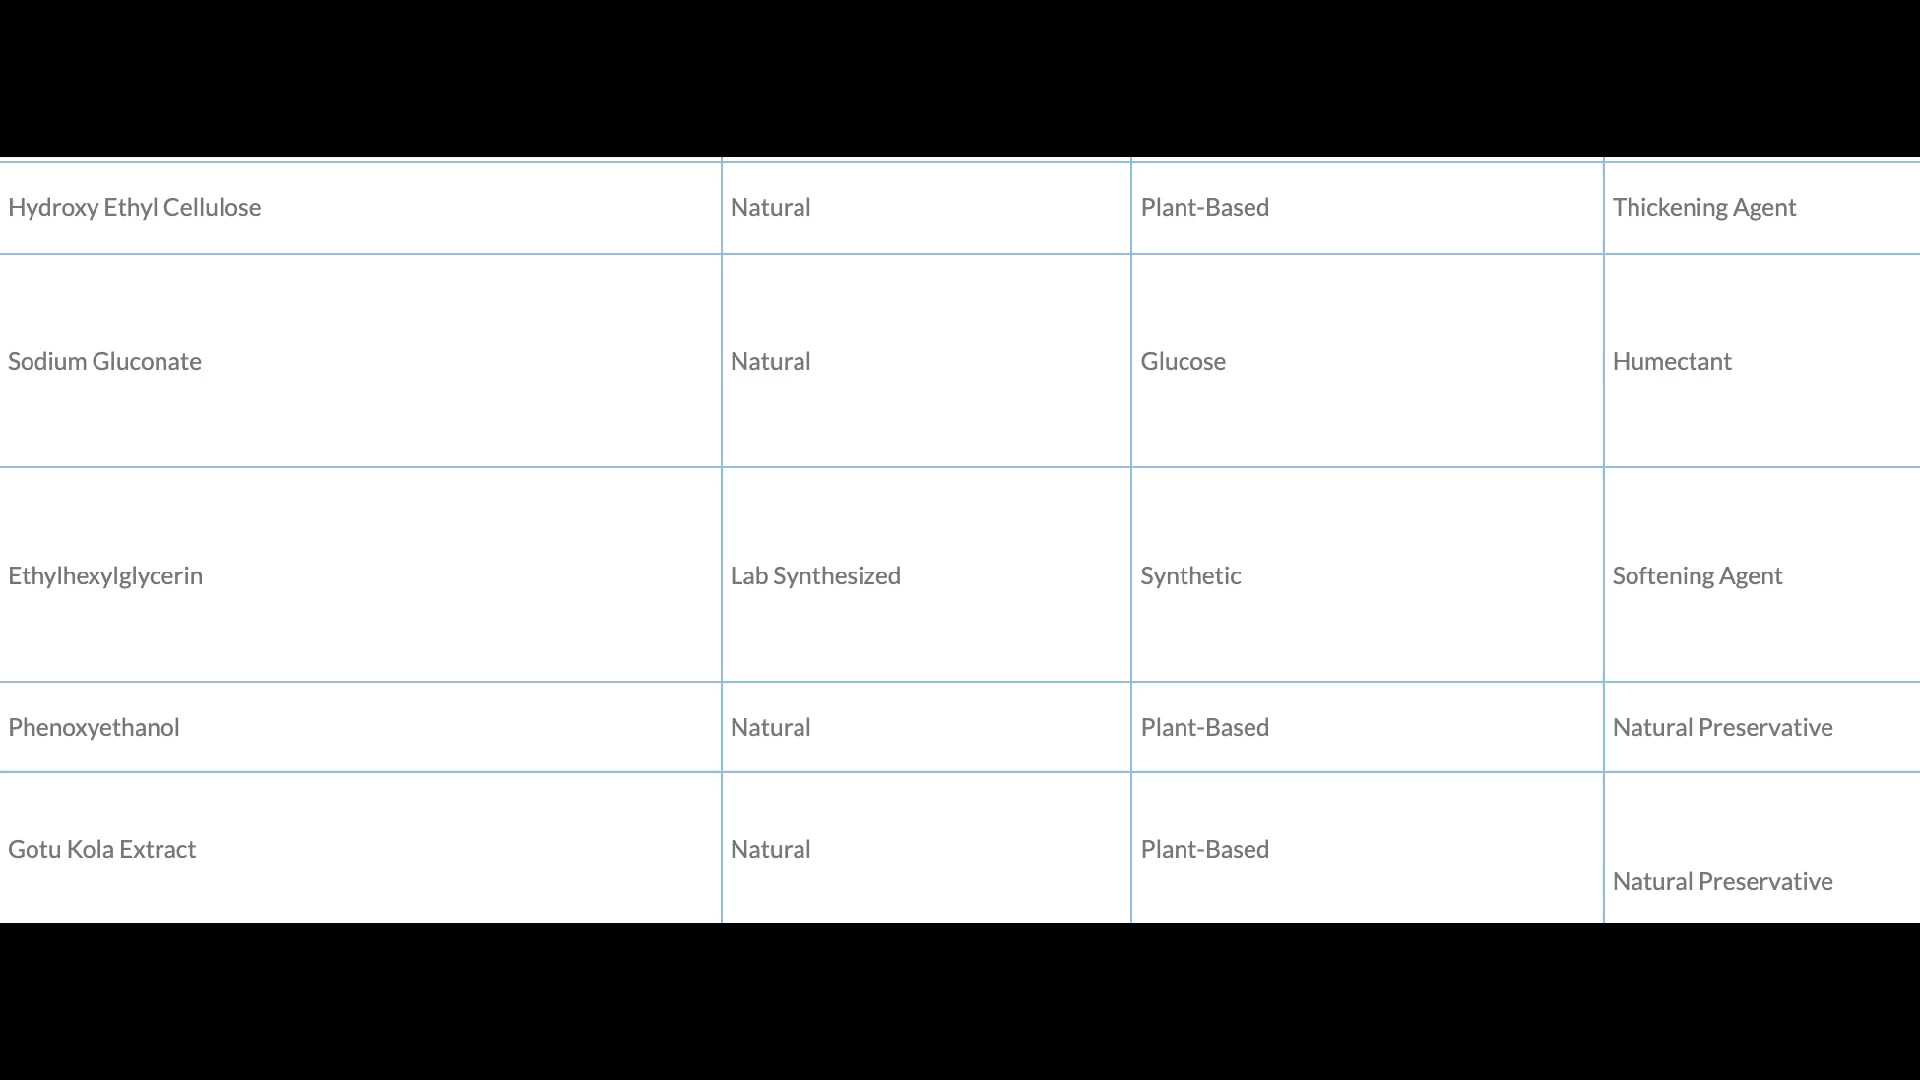 Hydroxy Ethyl Cellulose Natural Plant-Based Thickening Agent
Sodium Gluconate Natural Glucose Humectant
Ethylhexylglycerin Lab Synthesized Synthetic Softening Agent
Phenoxyethanol Natural Plant-Based Natural Preservative
Gotu Kola Extract Natural Plant-Based
Natural Preservative